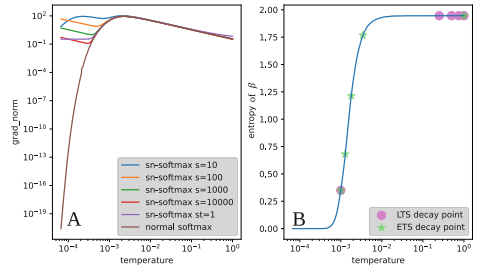 10²
10⁻¹
10⁻⁴
10⁻⁷
10⁻¹⁰
10⁻¹³
10⁻¹⁶
10⁻¹⁹
grad_norm
sn-softmax s=10
sn-softmax s=100
sn-softmax s=1000
sn-softmax s=10000
sn-softmax st=1
normal softmax
A
10⁻⁴ 10⁻³ 10⁻² 10⁻¹ 10⁰
temperature
2.00
1.75
1.50
1.25
1.00
0.75
0.50
0.25
0.00
entropy of β
LTS decay point
ETS decay point
B
10⁻⁴ 10⁻³ 10⁻² 10⁻¹ 10⁰
temperature